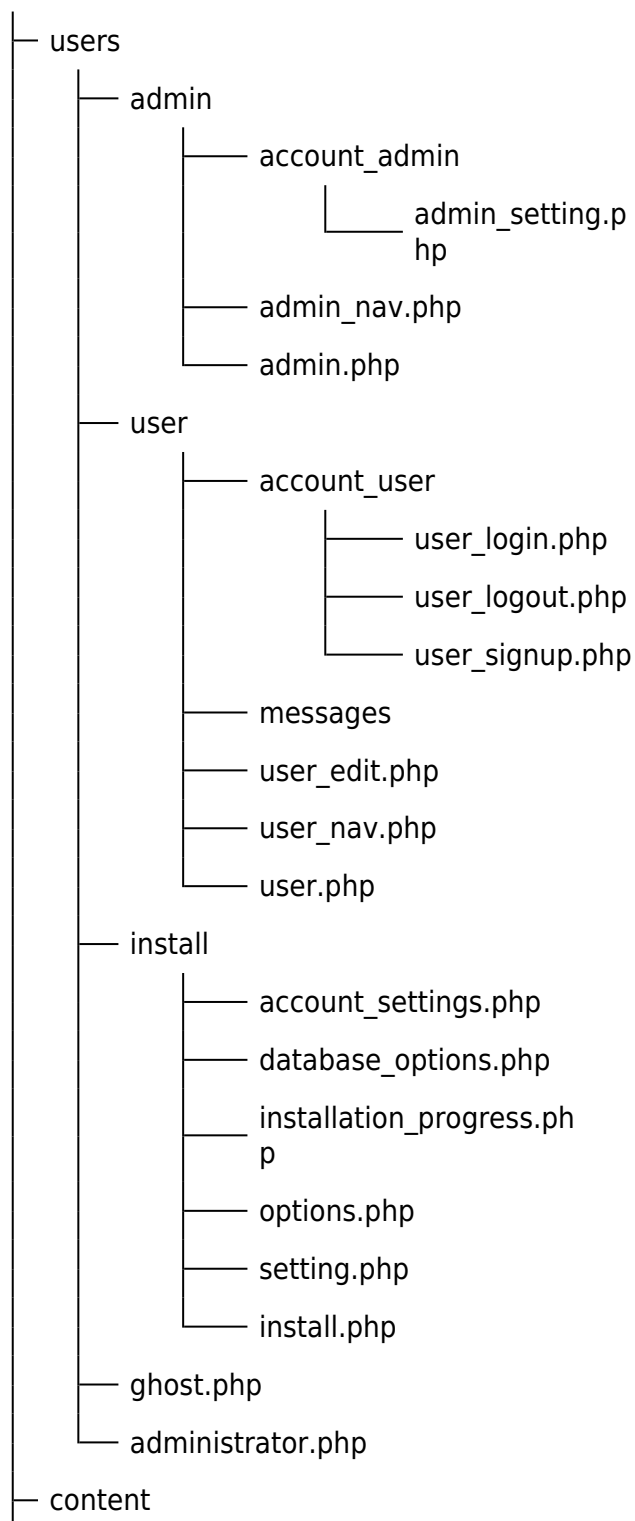 users
admin
account_admin
admin_setting.p
hp
admin_nav.php
admin.php
user
account_user
user_login.php
user_logout.php
user_signup.php
messages
user_edit.php
user_nav.php
user.php
install
account_settings.php
database_options.php
installation_progress.ph
p
options.php
setting.php
install.php
ghost.php
administrator.php
content